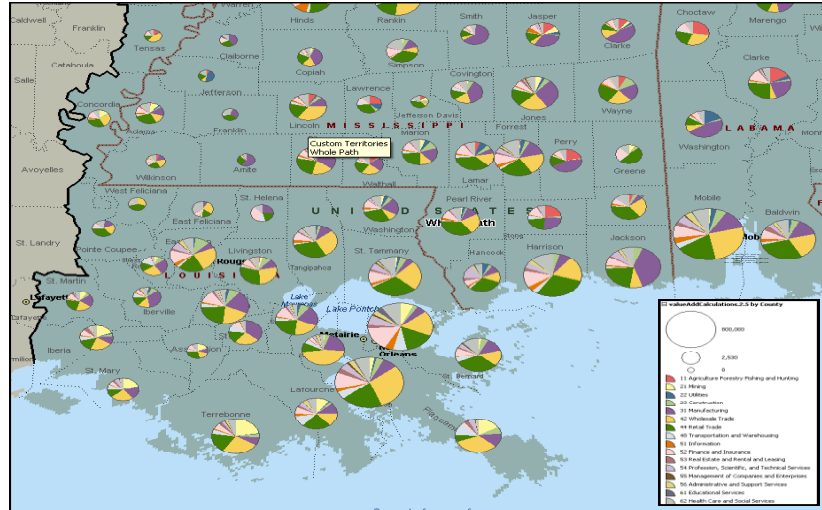 Caldwell
Franklin
Warren
Hinds
Rankin
Smith
Jasper
Choctaw
Marengo
Tensas
Claiborne
Simpson
Clarke
Clarke
Catahoula
Copiah
Covington
Salle
Jefferson
Lawrence
Concordia
Jefferson Davis
Wayne
Adams
Franklin
Lincoln
MISSISSIPPI
Marion
Jones
Forrest
ALABAMA
Washington
Custom Territories
Whole Path
Perry
Avoyelles
Wilkinson
Amite
Walthall
Lamar
Greene
West Feliciana
St. Helena
Pearl River
Mobile
Baldwin
East Feliciana
UNITED STATES
Washington
St. Landry
Pointe Coupee
Livingston
St. Tammany
Stone
Harrison
Jackson
Hancock
Tangipahoa
St. Martin
LOUISIANA
Lafayette
Iberville
Lake
Lake Pontch
Metairie
Orleans
Iberia
St. Mary
St. Bernard
Lafourche
Terrebonne
valueAddCalculations.2.5 by County
800,000
2,530
0
11 Agriculture Forestry Fishing and Hunting
21 Mining
22 Utilities
23 Construction
31 Manufacturing
42 Wholesale Trade
44 Retail Trade
48 Transportation and Warehousing
51 Information
52 Finance and Insurance
53 Real Estate and Rental and Leasing
54 Profession, Scientific, and Technical Services
55 Management of Companies and Enterprises
56 Administrative and Support Services
61 Educational Services
62 Health Care and Social Services